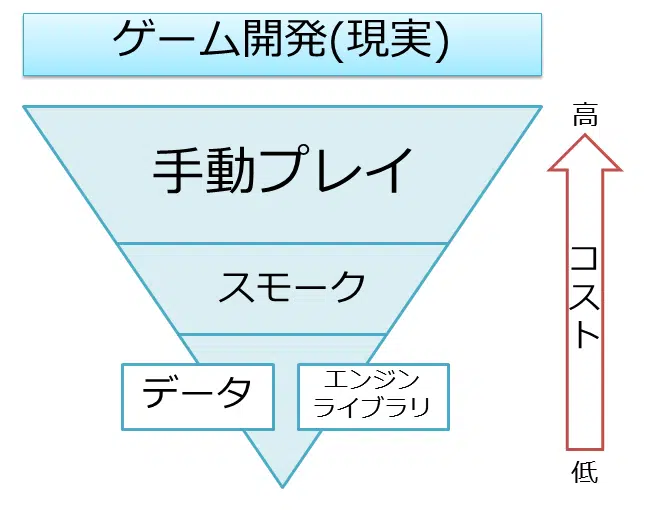 ゲーム開発(現実)
高
手動プレイ
スモーク
コスト
データ
エンジン
ライブラリ
低